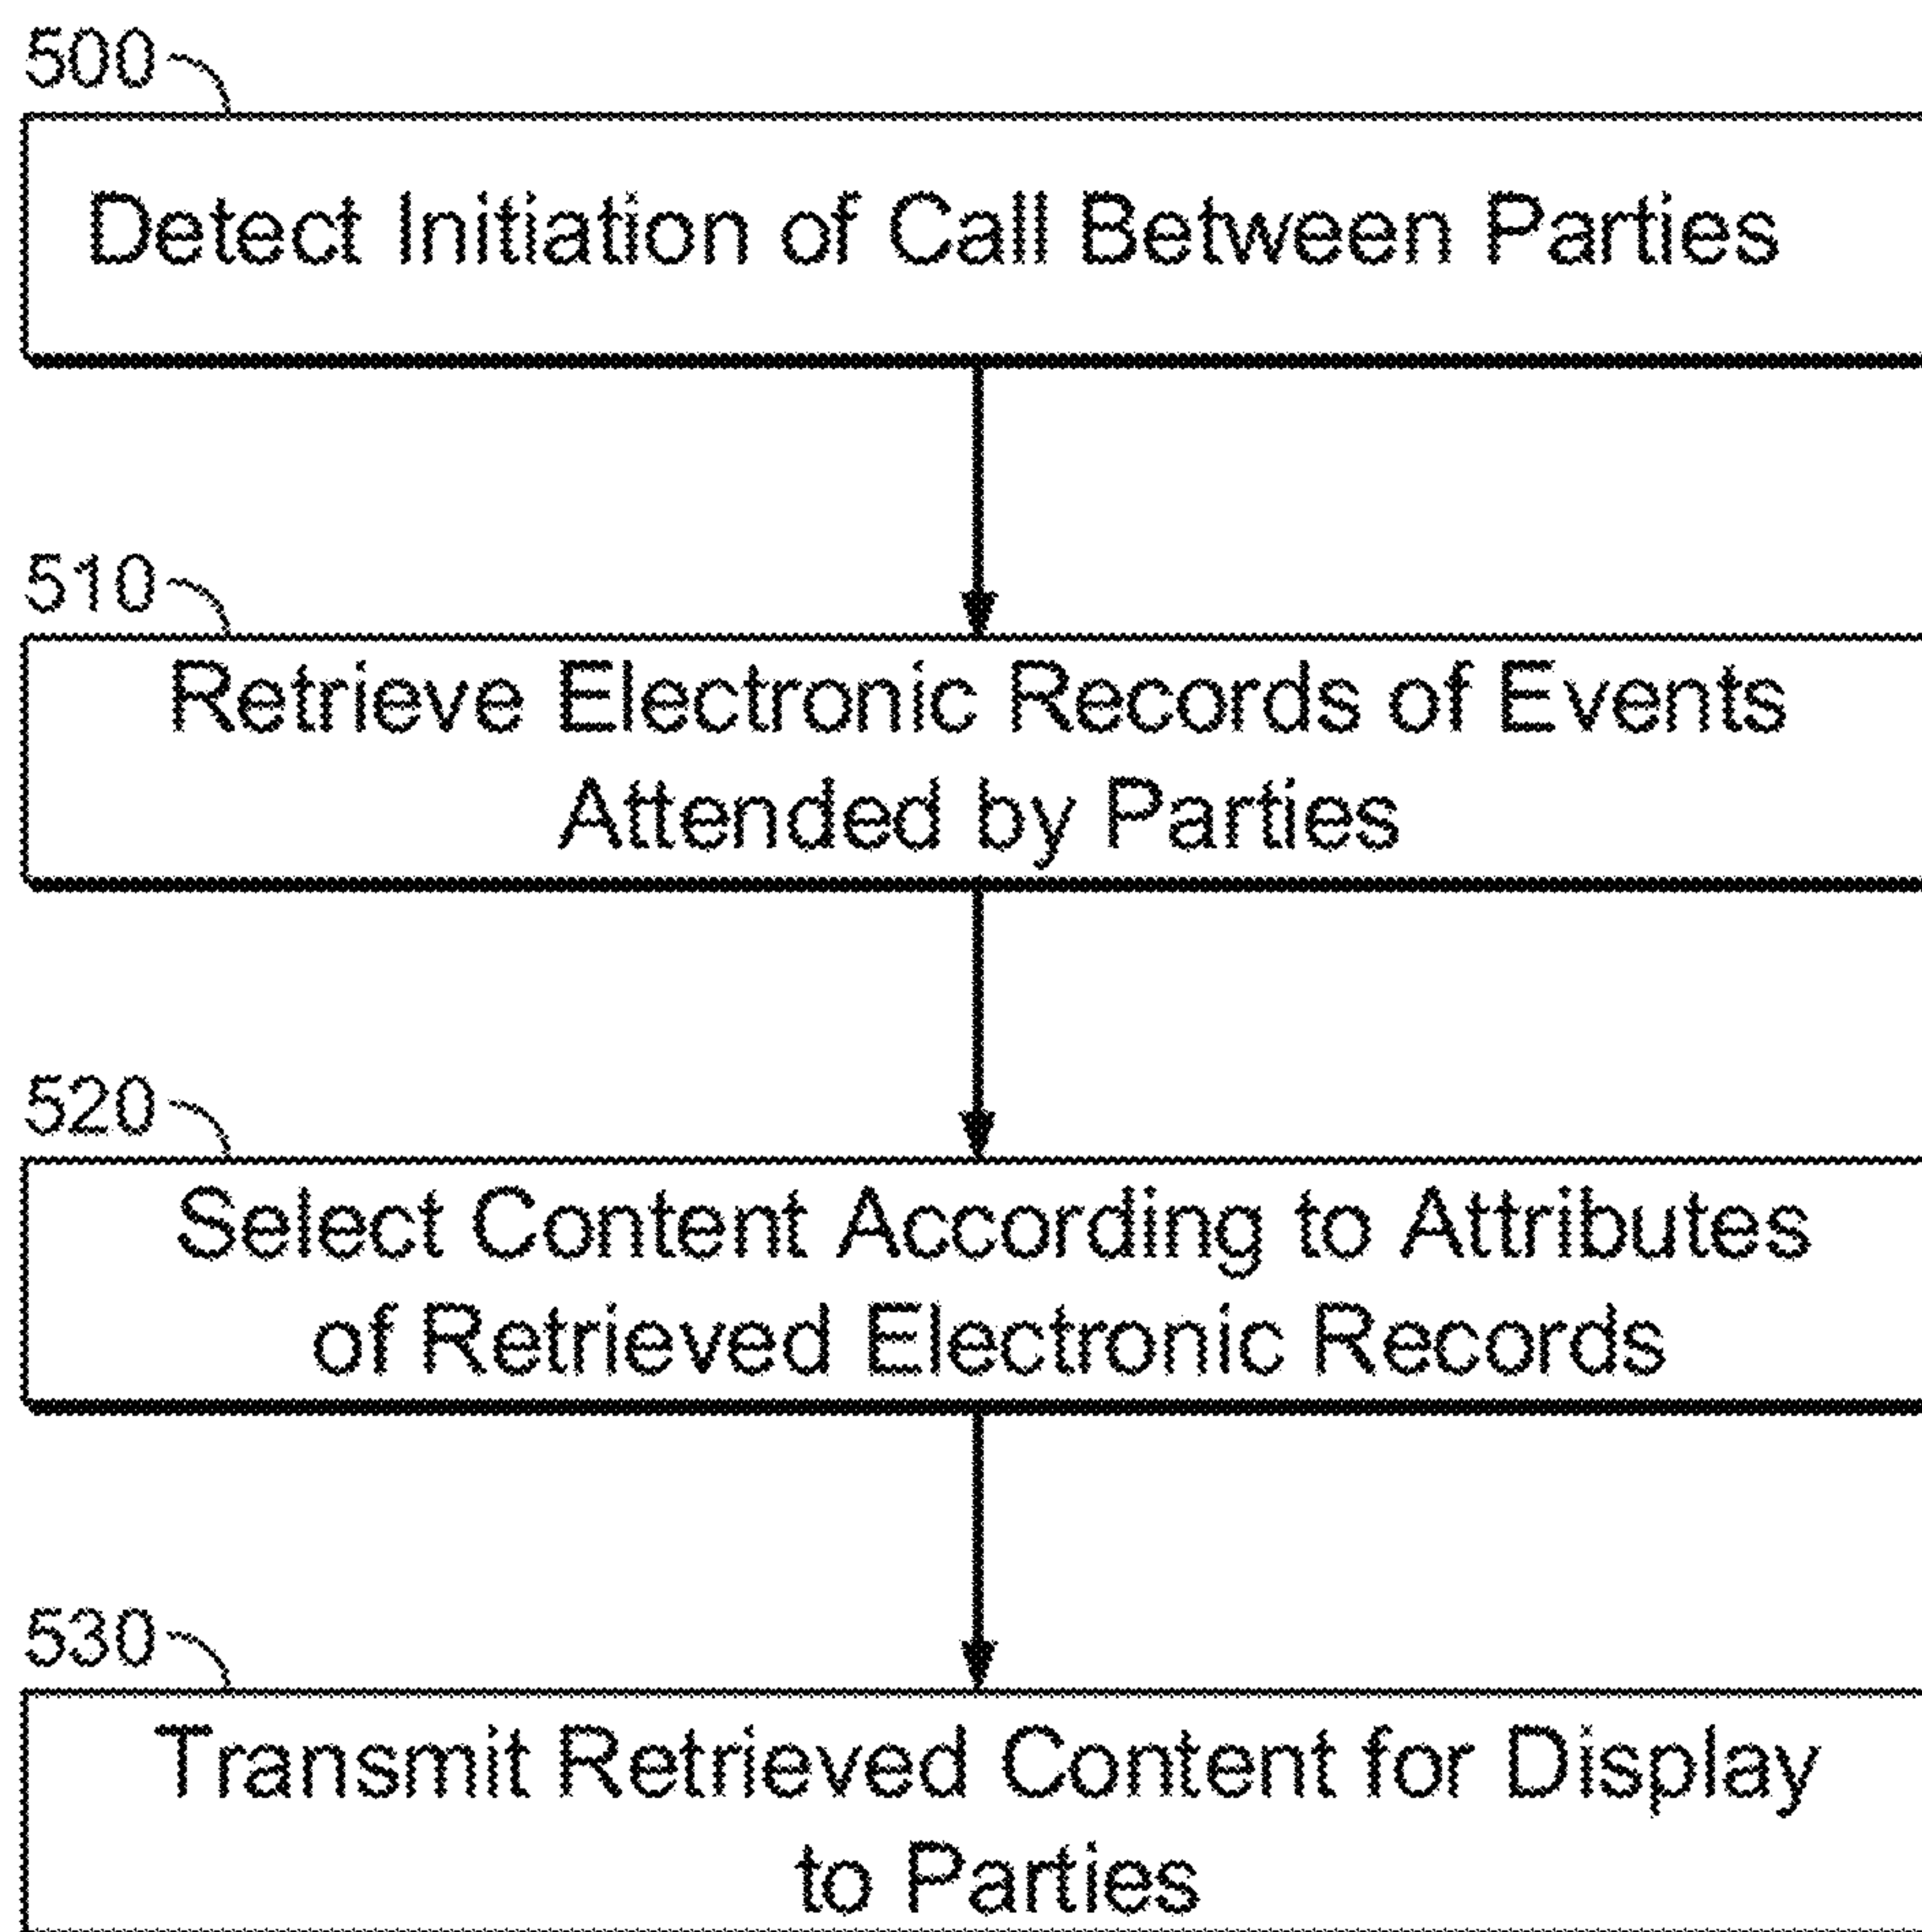 500
Detect Initiation of Call Between Parties
510
Retrieve Electronic Records of Events
Attended by Parties
520
Select Content According to Attributes
of Retrieved Electronic Records
530
Transmit Retrieved Content for Display
to Parties